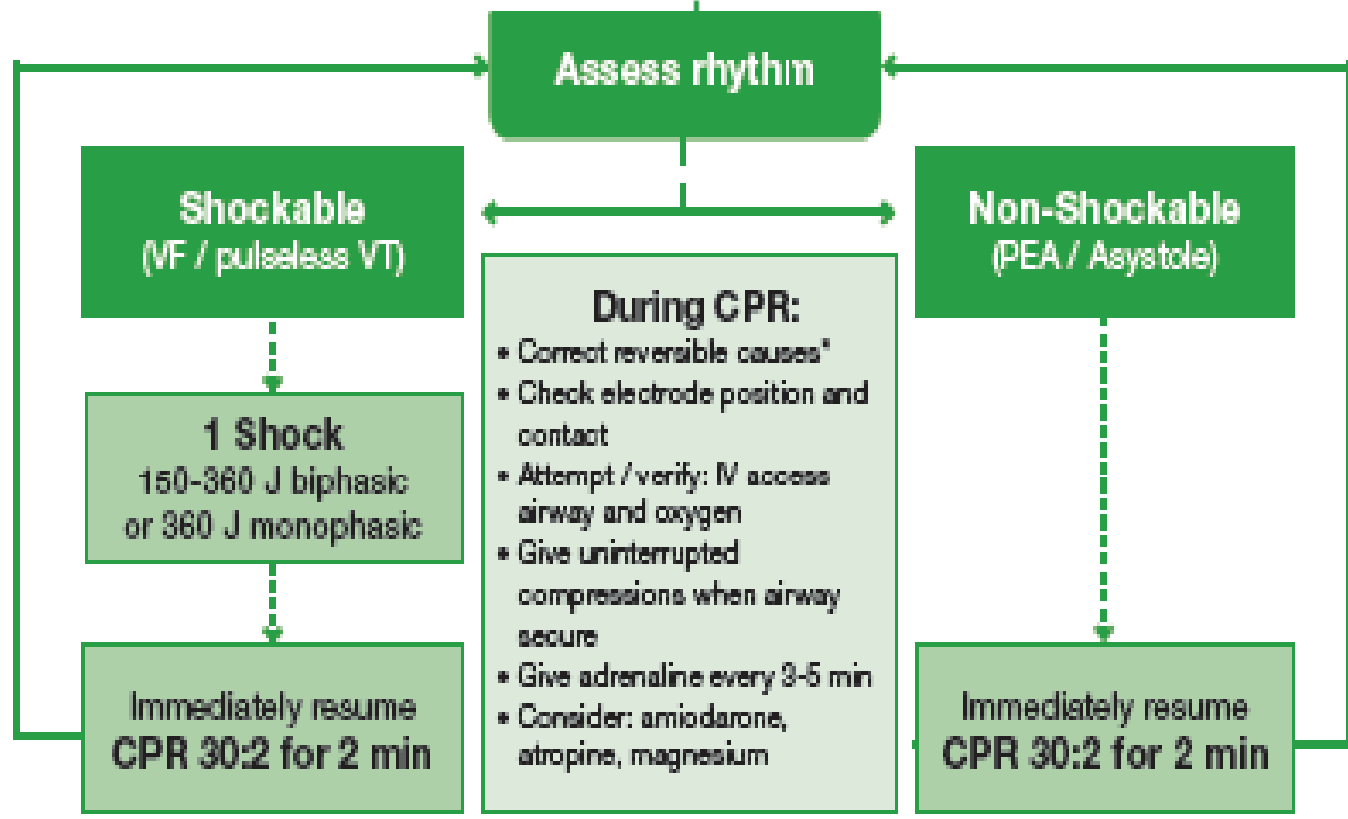 Assess rhythm
Shockable
(VF / pulseless VT)
Non-Shockable
(PEA / Asystole)
1 Shock
150-360 J biphasic
or 360 J monophasic
Immediately resume
CPR 30:2 for 2 min
During CPR:
• Correct reversible causes*
• Check electrode position and
contact
• Attempt / verify: IV access
airway and oxygen
• Give uninterrupted
compressions when airway
secure
• Give adrenaline every 3-5 min
• Consider: amiodarone,
atropine, magnesium
Immediately resume
CPR 30:2 for 2 min